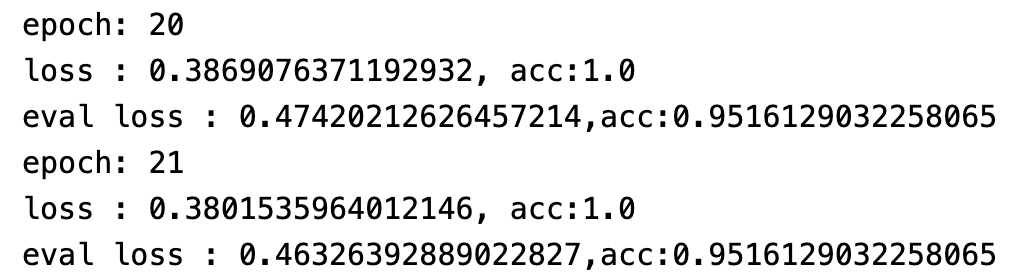 epoch: 20
loss : 0.3869076371192932, acc:1.0
eval loss : 0.47420212626457214,acc:0.9516129032258065
epoch: 21
loss : 0.3801535964012146, acc:1.0
eval loss : 0.46326392889022827,acc:0.9516129032258065